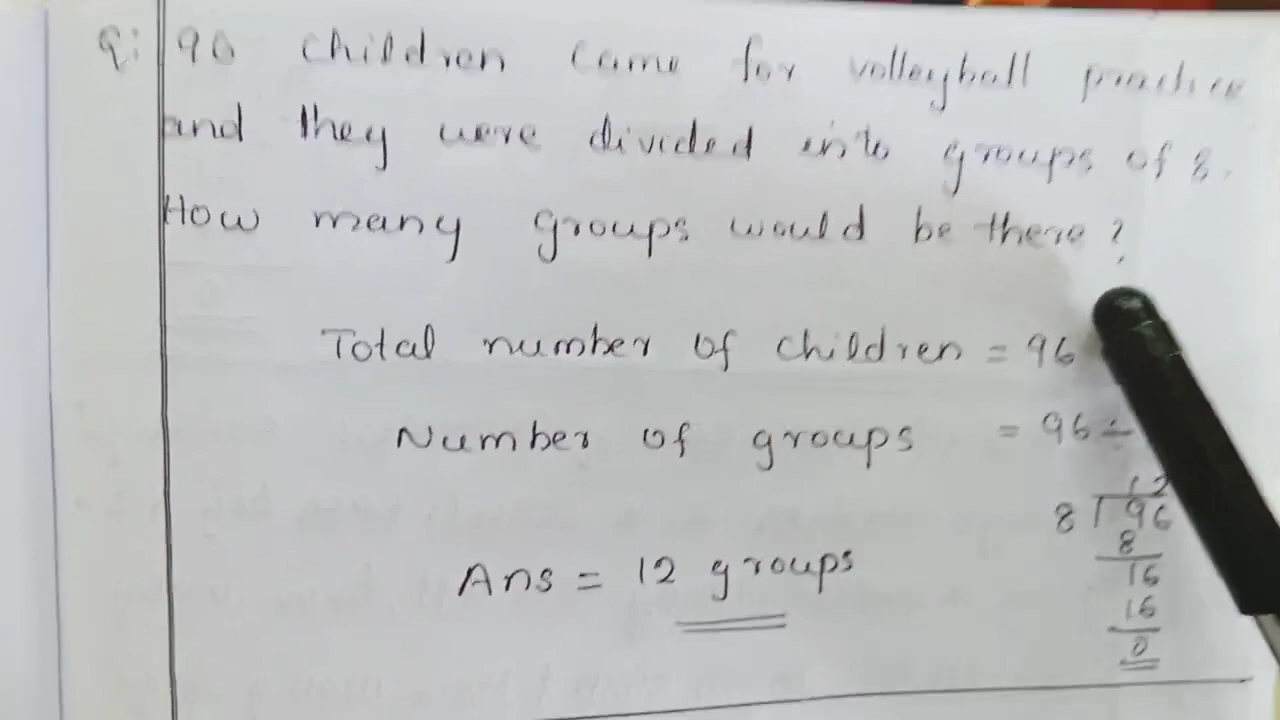 Q: 96 children came for volleyball practice
and they were divided into groups of 8.
How many groups would be there?
Total number of children = 96
Number of groups = 96 ÷
12
8 96
8
16
16
0
Ans = 12 groups